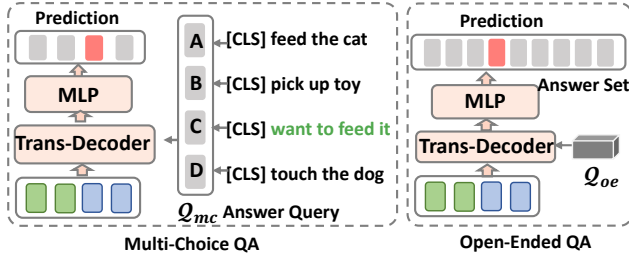 Prediction
MLP
Trans-Decoder
A [CLS] feed the cat
B [CLS] pick up toy
C [CLS] want to feed it
D [CLS] touch the dog
Q_mc Answer Query
Multi-Choice QA
Prediction
Answer Set
MLP
Trans-Decoder
Q_oe
Open-Ended QA